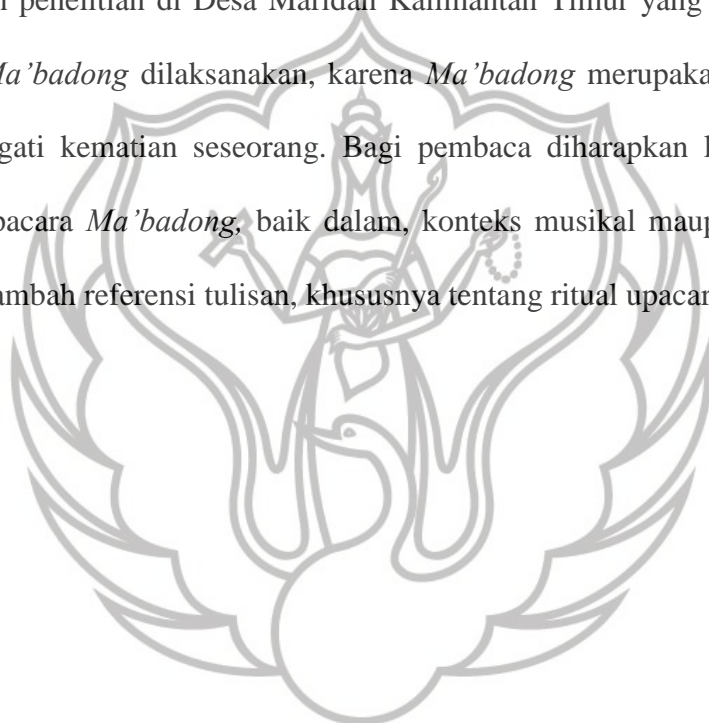 penelitian di Desa Maridan Kalimantan Timur yang
Ma’badong dilaksanakan, karena Ma’badong merupaka
gati kematian seseorang. Bagi pembaca diharapkan
pacara Ma’badong, baik dalam, konteks musikal maup
ambah referensi tulisan, khususnya tentang ritual upacar